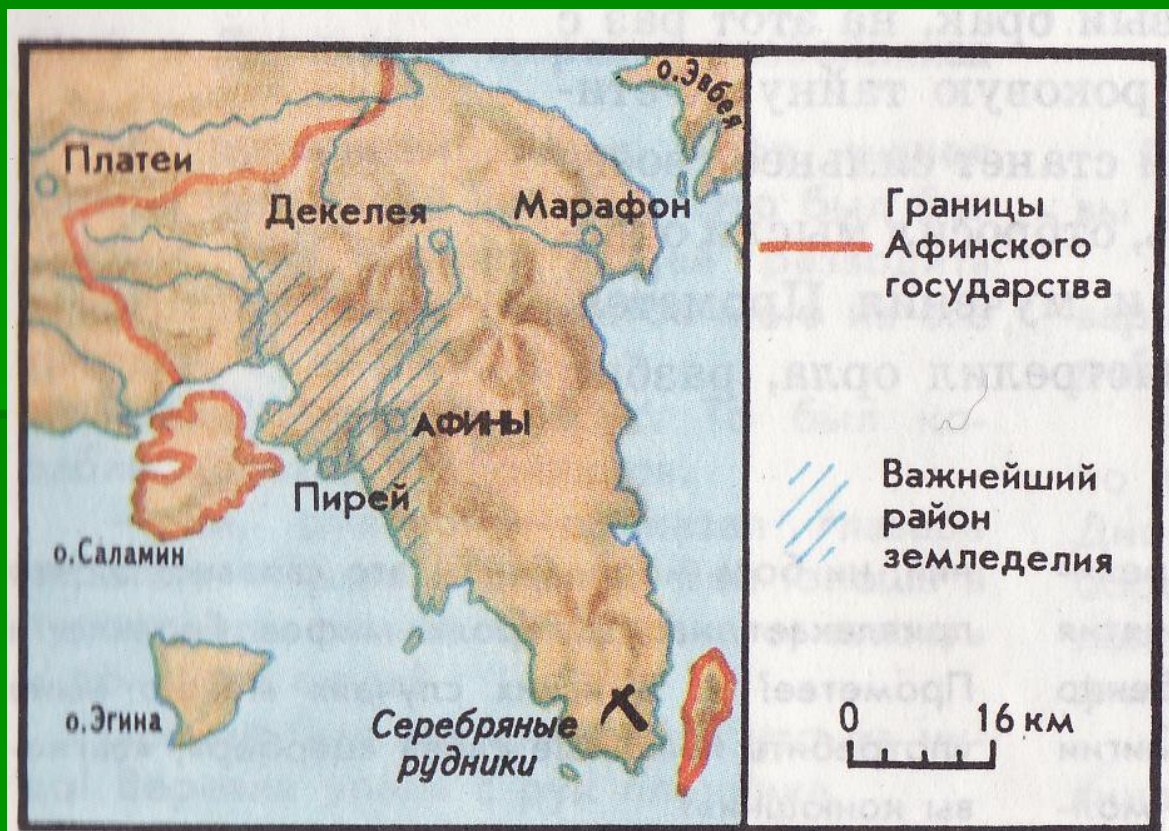 о.Эвбея
Платеи
Декелея
Марафон
АФИНЫ
Пирей
о.Саламин
о.Эгина
Серебряные
рудники
Границы
Афинского
государства
Важнейший
район
земледелия
0 16 км